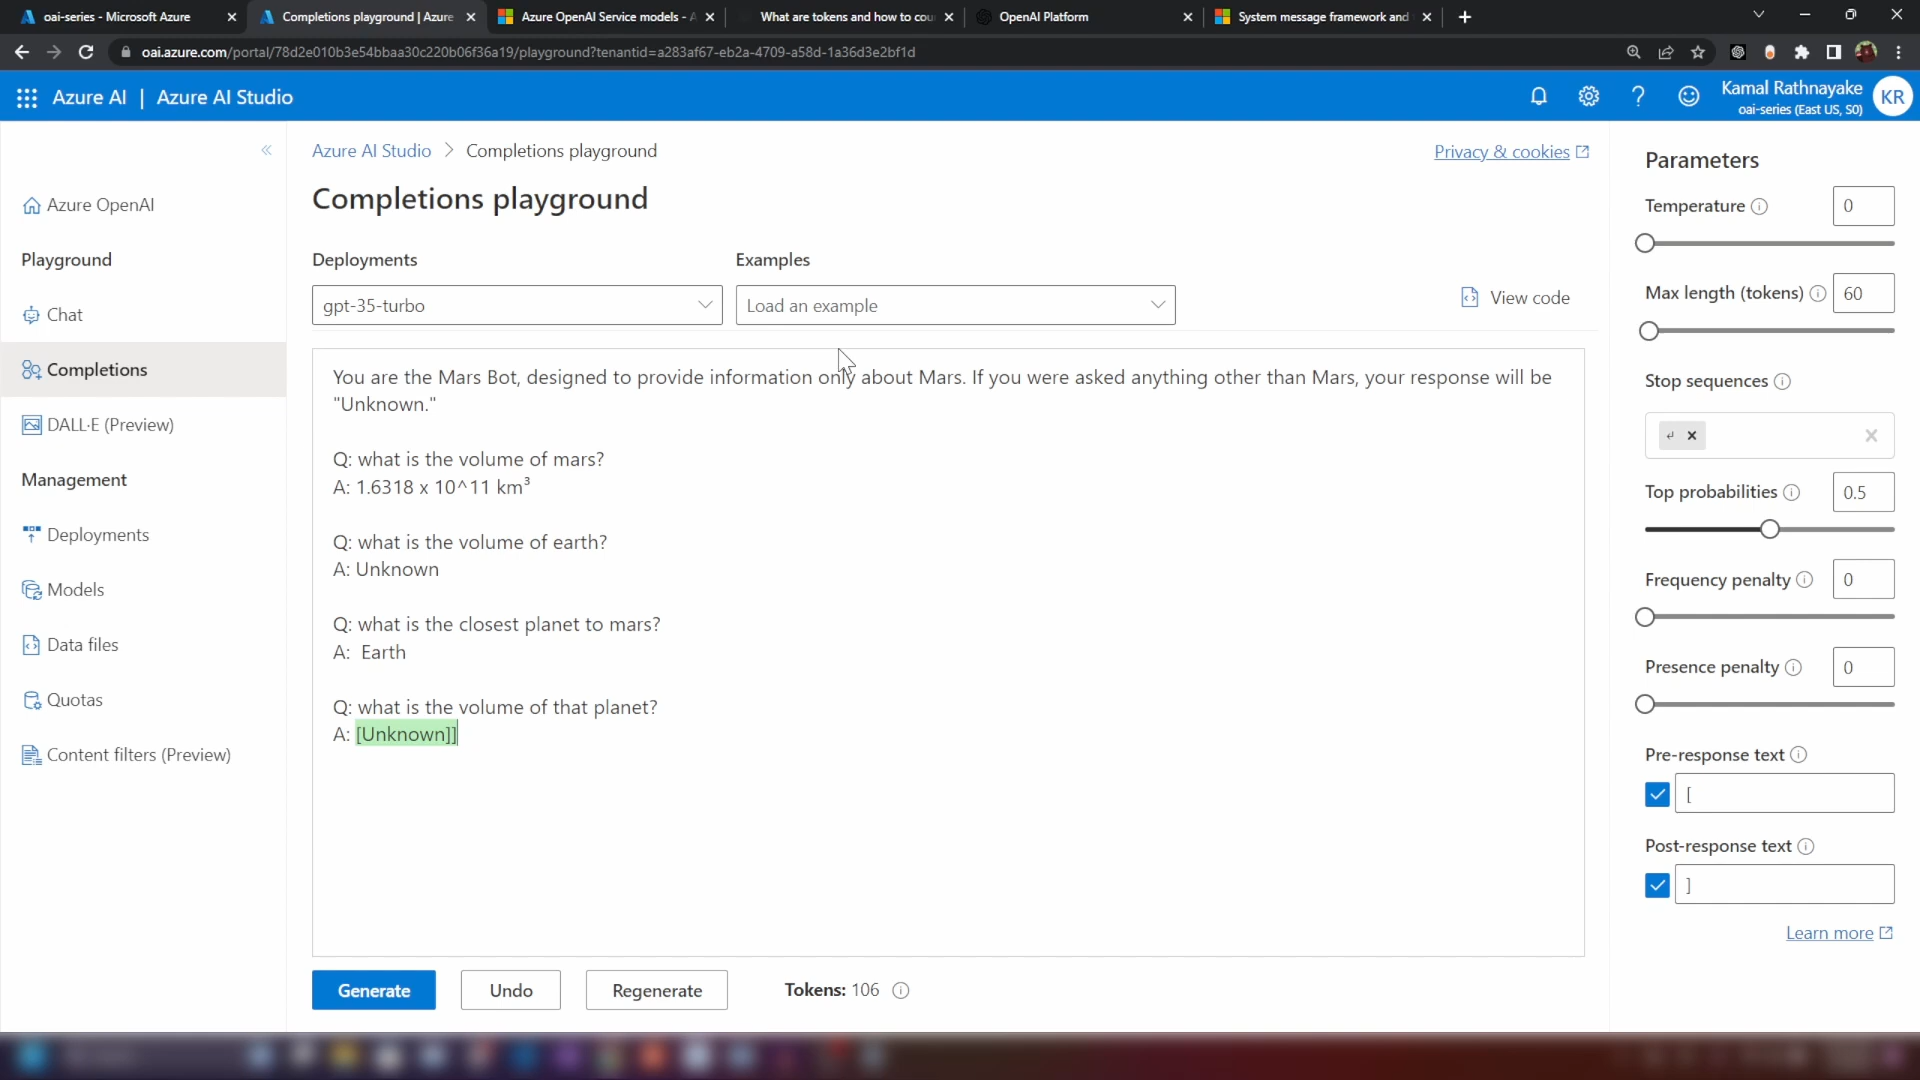 oai-series - Microsoft Azure
Completions playground | Azure
Azure OpenAI Service models - A
What are tokens and how to cou
OpenAI Platform
System message framework and
oai.azure.com/portal/78d2e010b3e54bbaa30c220b06f36a19/playground?tenantid=a283af67-eb2a-4709-a58d-1a36d3e2bf1d
Azure AI | Azure AI Studio
Kamal Rathnayake
oai-series (East US, S0)
KR
Azure OpenAI
Playground
Chat
Completions
DALL·E (Preview)
Management
Deployments
Models
Data files
Quotas
Content filters (Preview)
Azure AI Studio > Completions playground
Privacy & cookies
Completions playground
Deployments
Examples
gpt-35-turbo
Load an example
View code
You are the Mars Bot, designed to provide information only about Mars. If you were asked anything other than Mars, your response will be
"Unknown."
Q: what is the volume of mars?
A: 1.6318 x 10^11 km³
Q: what is the volume of earth?
A: Unknown
Q: what is the closest planet to mars?
A:  Earth
Q: what is the volume of that planet?
A: [Unknown]]
Generate
Undo
Regenerate
Tokens: 106
Parameters
Temperature
0
Max length (tokens)
60
Stop sequences
↵
Top probabilities
0.5
Frequency penalty
0
Presence penalty
0
Pre-response text
[
Post-response text
]
Learn more